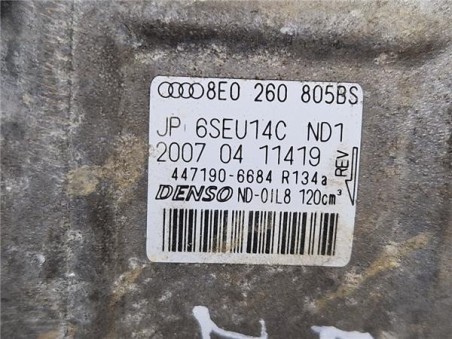 8E0 260 805BS
JP 6SEU14C ND1
2007 04 11419
REV
447190-6684 R134a
DENSO ND-OIL8 120cm³